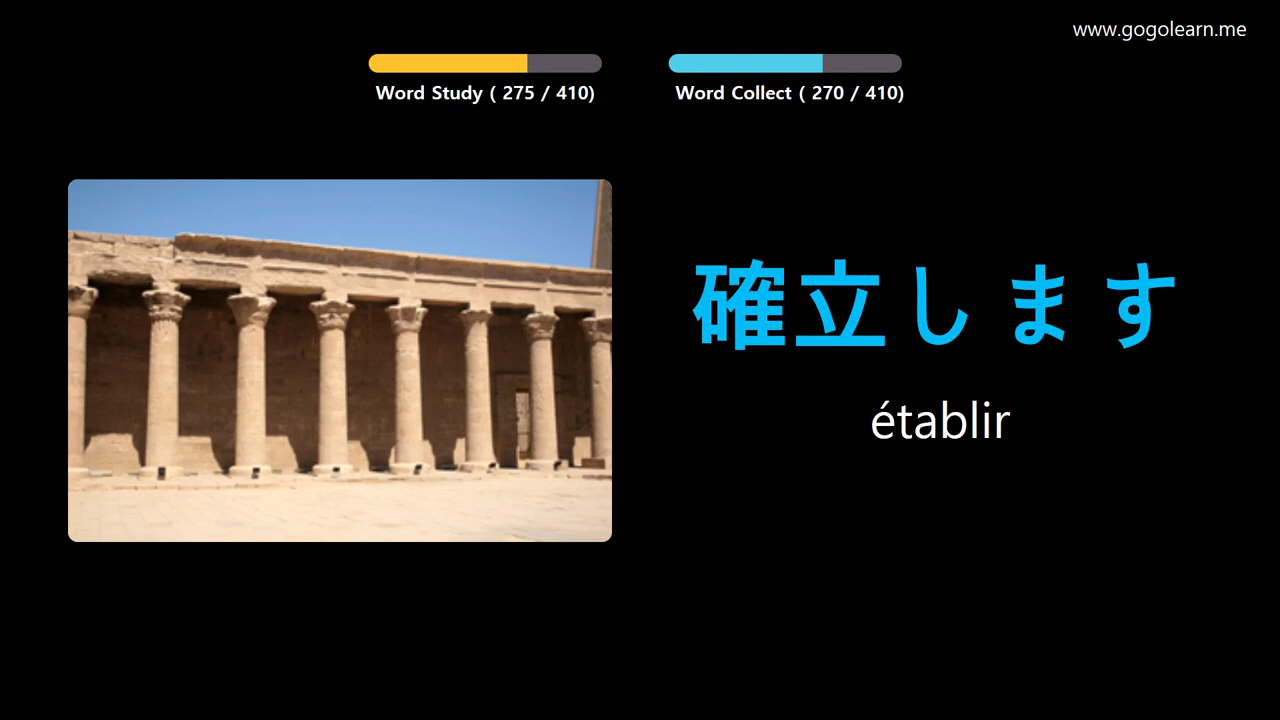 www.gogolearn.me
Word Study ( 275 / 410)
Word Collect ( 270 / 410)
確立します
établir